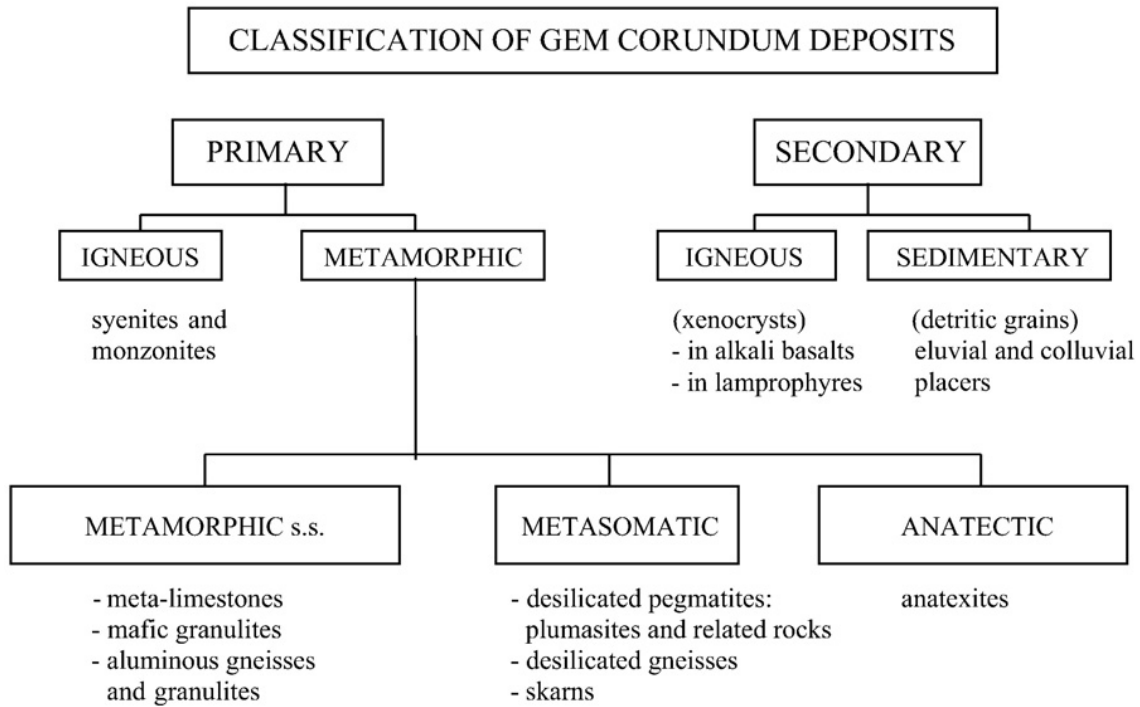 CLASSIFICATION OF GEM CORUNDUM DEPOSITS
PRIMARY
SECONDARY
IGNEOUS
METAMORPHIC
IGNEOUS
SEDIMENTARY
syenites and
monzonites
(xenocrysts)
- in alkali basalts
- in lamprophyres
(detritic grains)
eluvial and colluvial
placers
METAMORPHIC s.s.
METASOMATIC
ANATECTIC
- meta-limestones
- mafic granulites
- aluminous gneisses
and granulites
- desilicated pegmatites:
plumasites and related rocks
- desilicated gneisses
- skarns
anatexites